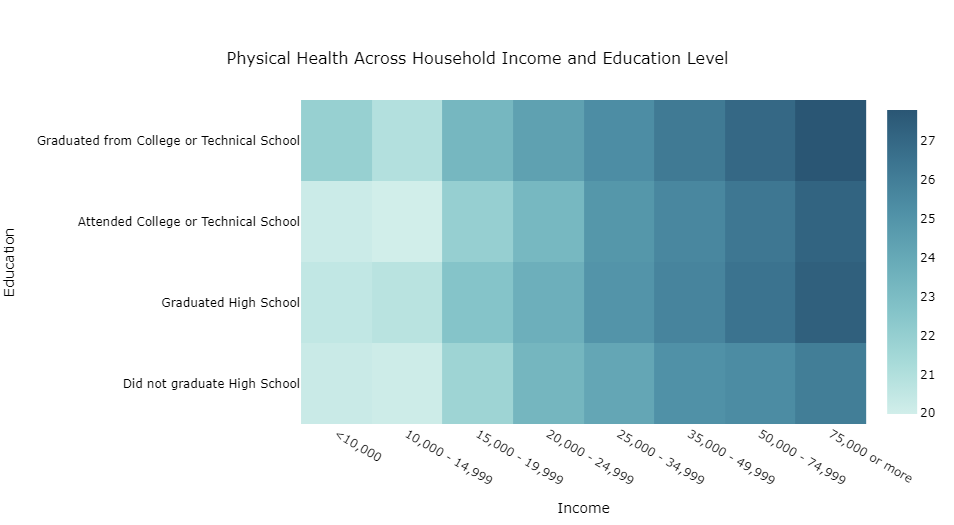 Physical Health Across Household Income and Education Level
Education
Graduated from College or Technical School
Attended College or Technical School
Graduated High School
Did not graduate High School
<10,000
10,000 - 14,999
15,000 - 19,999
20,000 - 24,999
25,000 - 34,999
35,000 - 49,999
50,000 - 74,999
75,000 or more
Income
27
26
25
24
23
22
21
20